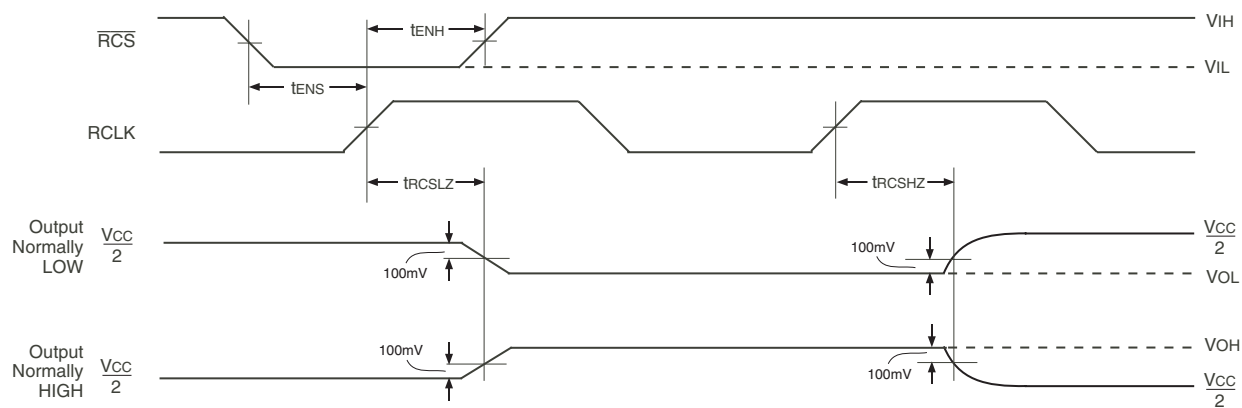 RCS
tENH
VIH
VIL
tENS
RCLK
tRCSLZ
tRCSHZ
Output
Normally
LOW
VCC
2
100mV
100mV
VCC
2
VOL
Output
Normally
HIGH
VCC
2
100mV
100mV
VOH
VCC
2